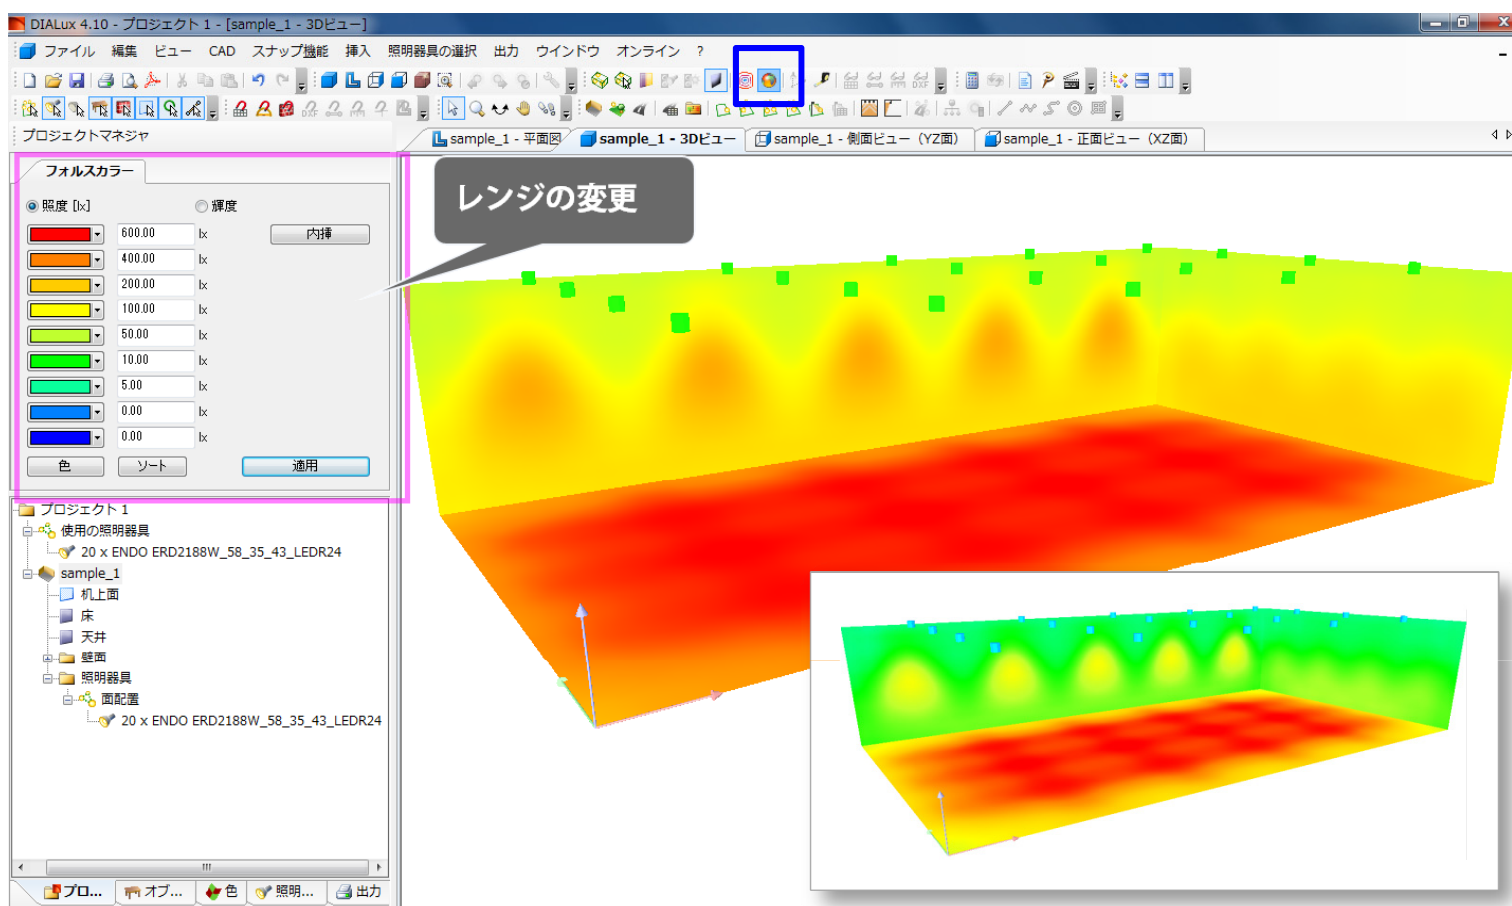 DIALux 4.10 - プロジェクト 1 - [sample_1 - 3Dビュー]
ファイル 編集 ビュー CAD スナップ機能 挿入 照明器具の選択 出力 ウインドウ オンライン ?
プロジェクトマネジャ
sample_1 - 平面図 sample_1 - 3Dビュー sample_1 - 側面ビュー (YZ面) sample_1 - 正面ビュー (XZ面)
フォルスカラー
レンジの変更
照度 [lx] 輝度
600.00 lx 内挿
400.00 lx
200.00 lx
100.00 lx
50.00 lx
10.00 lx
5.00 lx
0.00 lx
0.00 lx
色 ソート 適用
プロジェクト 1
使用の照明器具
20 x ENDO ERD2188W_58_35_43_LEDR24
sample_1
机上面
床
天井
壁面
照明器具
面配置
20 x ENDO ERD2188W_58_35_43_LEDR24
プロ... オブ... 色 照明... 出力